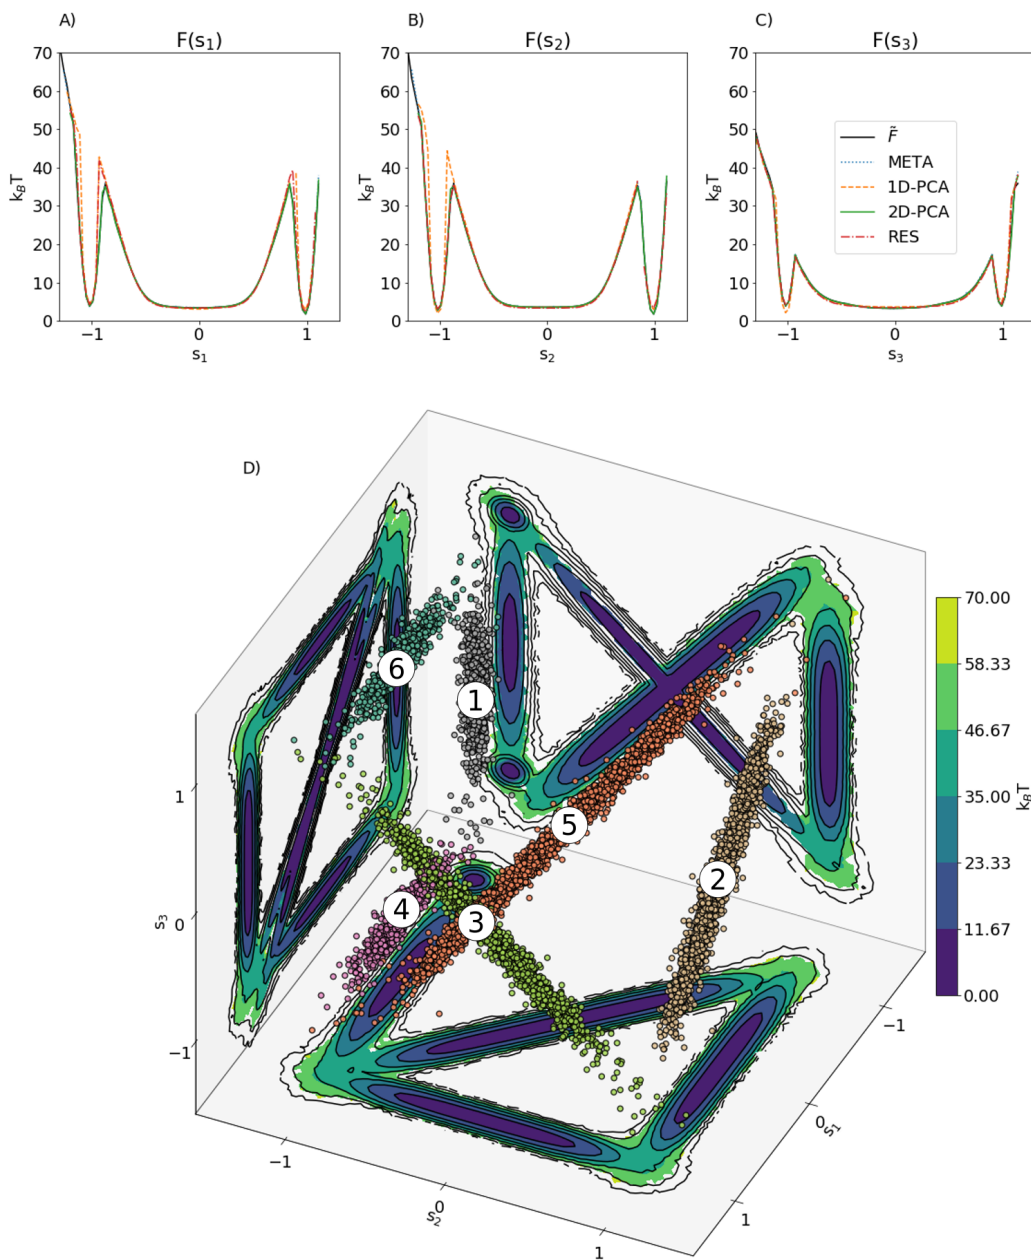 A)
F(s₁)
70
60
50
40
30
20
10
0
k_BT
−1
0
1
s₁
B)
F(s₂)
70
60
50
40
30
20
10
0
k_BT
−1
0
1
s₂
C)
F(s₃)
70
60
50
40
30
20
10
0
k_BT
−1
0
1
s₃
F̃
META
1D-PCA
2D-PCA
RES
D)
6
1
5
2
4
3
1
0
−1
s₃
−1
0
1
s₂
−1
0
1
s₁
70.00
58.33
46.67
35.00
23.33
11.67
0.00
k_BT